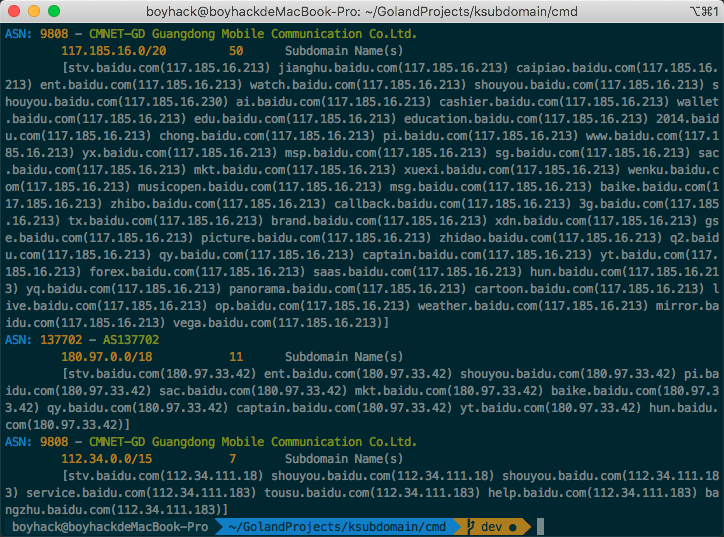 boyhack@boyhackdeMacBook-Pro: ~/GolandProjects/ksubdomain/cmd ⌥⌘1
ASN: 9808 – CMNET-GD Guangdong Mobile Communication Co.Ltd.
117.185.16.0/20 50 Subdomain Name(s)
[stv.baidu.com(117.185.16.213) jianghu.baidu.com(117.185.16.213) caipiao.baidu.com(117.185.16.
213) ent.baidu.com(117.185.16.213) watch.baidu.com(117.185.16.213) shouyou.baidu.com(117.185.16.213) s
houyou.baidu.com(117.185.16.230) ai.baidu.com(117.185.16.213) cashier.baidu.com(117.185.16.213) wallet
.baidu.com(117.185.16.213) edu.baidu.com(117.185.16.213) education.baidu.com(117.185.16.213) 2014.baid
u.com(117.185.16.213) chong.baidu.com(117.185.16.213) pi.baidu.com(117.185.16.213) www.baidu.com(117.1
85.16.213) yx.baidu.com(117.185.16.213) msp.baidu.com(117.185.16.213) sg.baidu.com(117.185.16.213) sac
.baidu.com(117.185.16.213) mkt.baidu.com(117.185.16.213) xuexi.baidu.com(117.185.16.213) wenku.baidu.c
om(117.185.16.213) musicopen.baidu.com(117.185.16.213) msg.baidu.com(117.185.16.213) baike.baidu.com(1
17.185.16.213) zhibo.baidu.com(117.185.16.213) callback.baidu.com(117.185.16.213) 3g.baidu.com(117.185
.16.213) tx.baidu.com(117.185.16.213) brand.baidu.com(117.185.16.213) xdn.baidu.com(117.185.16.213) gs
e.baidu.com(117.185.16.213) picture.baidu.com(117.185.16.213) zhidao.baidu.com(117.185.16.213) q2.baid
u.com(117.185.16.213) qy.baidu.com(117.185.16.213) captain.baidu.com(117.185.16.213) yt.baidu.com(117.
185.16.213) forex.baidu.com(117.185.16.213) saas.baidu.com(117.185.16.213) hun.baidu.com(117.185.16.21
3) yq.baidu.com(117.185.16.213) panorama.baidu.com(117.185.16.213) cartoon.baidu.com(117.185.16.213) l
ive.baidu.com(117.185.16.213) op.baidu.com(117.185.16.213) weather.baidu.com(117.185.16.213) mirror.ba
idu.com(117.185.16.213) vega.baidu.com(117.185.16.213)]
ASN: 137702 – AS137702
180.97.0.0/18 11 Subdomain Name(s)
[stv.baidu.com(180.97.33.42) ent.baidu.com(180.97.33.42) shouyou.baidu.com(180.97.33.42) pi.ba
idu.com(180.97.33.42) sac.baidu.com(180.97.33.42) mkt.baidu.com(180.97.33.42) baike.baidu.com(180.97.3
3.42) qy.baidu.com(180.97.33.42) captain.baidu.com(180.97.33.42) yt.baidu.com(180.97.33.42) hun.baidu.
com(180.97.33.42)]
ASN: 9808 – CMNET-GD Guangdong Mobile Communication Co.Ltd.
112.34.0.0/15 7 Subdomain Name(s)
[stv.baidu.com(112.34.111.18) shouyou.baidu.com(112.34.111.18) shouyou.baidu.com(112.34.111.18
3) service.baidu.com(112.34.111.183) tousu.baidu.com(112.34.111.183) help.baidu.com(112.34.111.183) ba
ngzhu.baidu.com(112.34.111.183)]
boyhack@boyhackdeMacBook-Pro ~/GolandProjects/ksubdomain/cmd dev ●